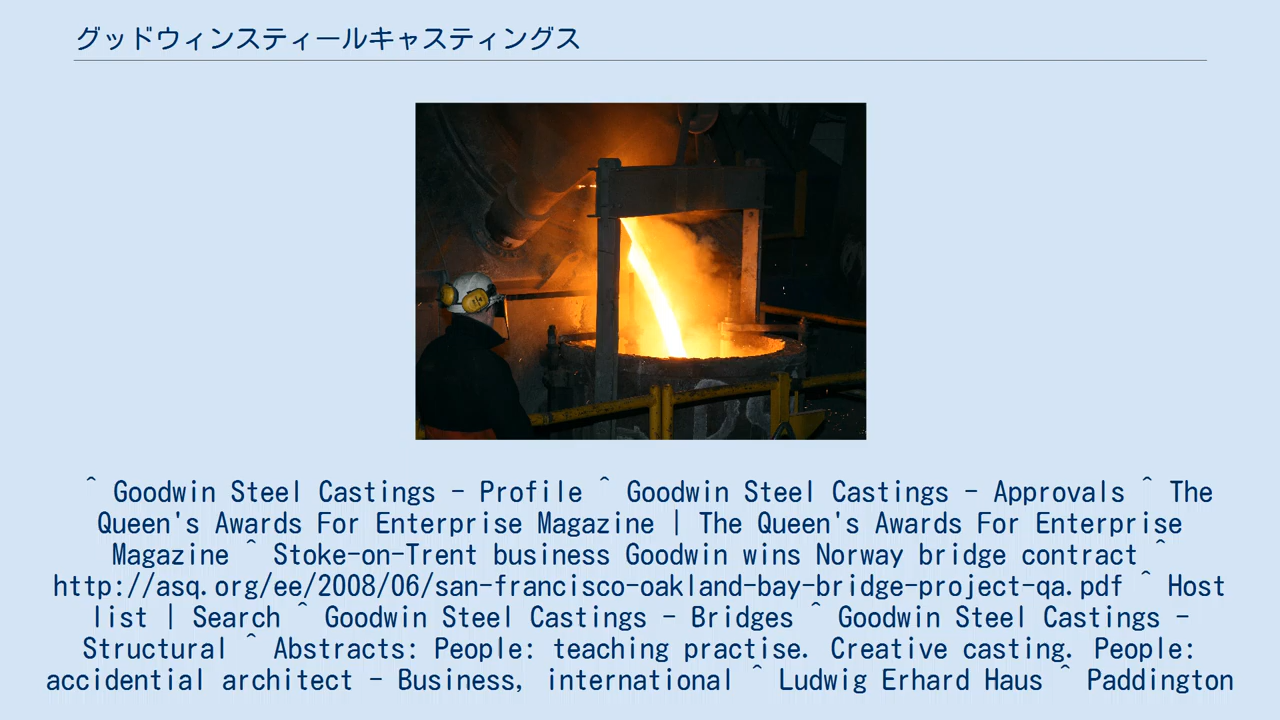 グッドウィンスティールキャスティングス
^ Goodwin Steel Castings - Profile ^ Goodwin Steel Castings - Approvals ^ The
Queen's Awards For Enterprise Magazine | The Queen's Awards For Enterprise
Magazine ^ Stoke-on-Trent business Goodwin wins Norway bridge contract ^
http://asq.org/ee/2008/06/san-francisco-oakland-bay-bridge-project-qa.pdf ^ Host
list | Search ^ Goodwin Steel Castings - Bridges ^ Goodwin Steel Castings -
Structural ^ Abstracts: People: teaching practise. Creative casting. People:
accidential architect - Business, international ^ Ludwig Erhard Haus ^ Paddington